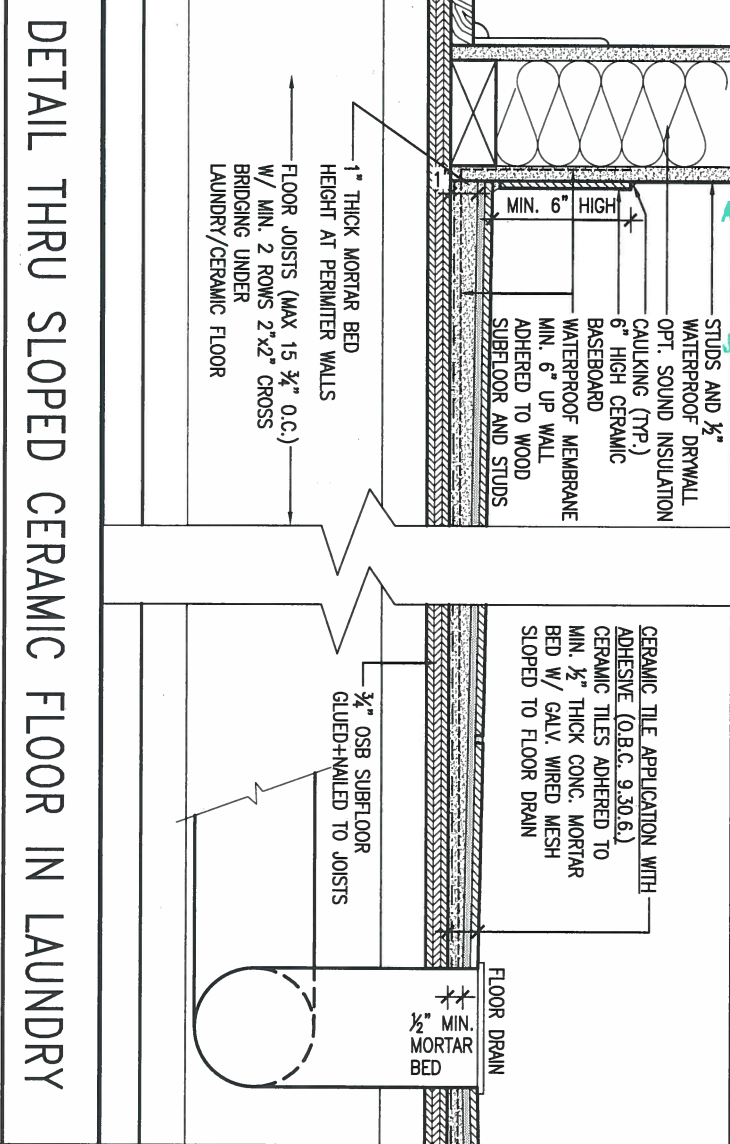 STUDS AND ½"
WATERPROOF DRYWALL
OPT. SOUND INSULATION
CAULKING (TYP.)
6" HIGH CERAMIC
BASEBOARD
WATERPROOF MEMBRANE
MIN. 6" UP WALL
ADHERED TO WOOD
SUBFLOOR AND STUDS
MIN. 6" HIGH
1"
1" THICK MORTAR BED
HEIGHT AT PERIMITER WALLS
FLOOR JOISTS (MAX 15 ¾" O.C.)
W/ MIN. 2 ROWS 2"x2" CROSS
BRIDGING UNDER
LAUNDRY/CERAMIC FLOOR
CERAMIC TILE APPLICATION WITH
ADHESIVE (O.B.C. 9.30.6.)
CERAMIC TILES ADHERED TO
MIN. ½" THICK CONC. MORTAR
BED W/ GALV. WIRED MESH
SLOPED TO FLOOR DRAIN
¾" OSB SUBFLOOR
GLUED+NAILED TO JOISTS
FLOOR DRAIN
½" MIN.
MORTAR
BED
DETAIL THRU SLOPED CERAMIC FLOOR IN LAUNDRY